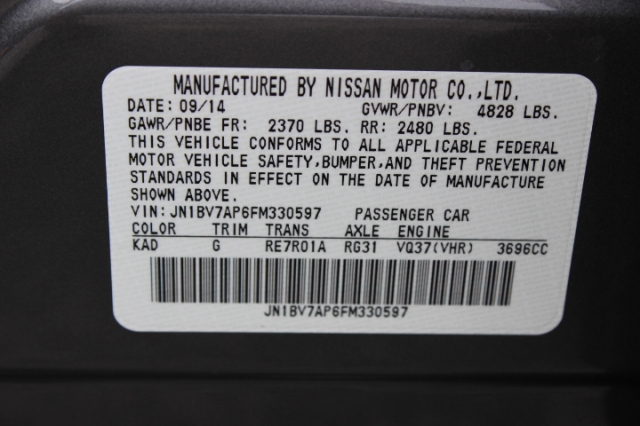 MANUFACTURED BY NISSAN MOTOR CO.,LTD.
DATE: 09/14 GVWR/PNBV: 4828 LBS.
GAWR/PNBE FR: 2370 LBS. RR: 2480 LBS.
THIS VEHICLE CONFORMS TO ALL APPLICABLE FEDERAL
MOTOR VEHICLE SAFETY,BUMPER,AND THEFT PREVENTION
STANDARDS IN EFFECT ON THE DATE OF MANUFACTURE
SHOWN ABOVE.
VIN: JN1BV7AP6FM330597 PASSENGER CAR
COLOR TRIM TRANS AXLE ENGINE
KAD G RE7R01A RG31 VQ37(VHR) 3696CC
JN1BV7AP6FM330597